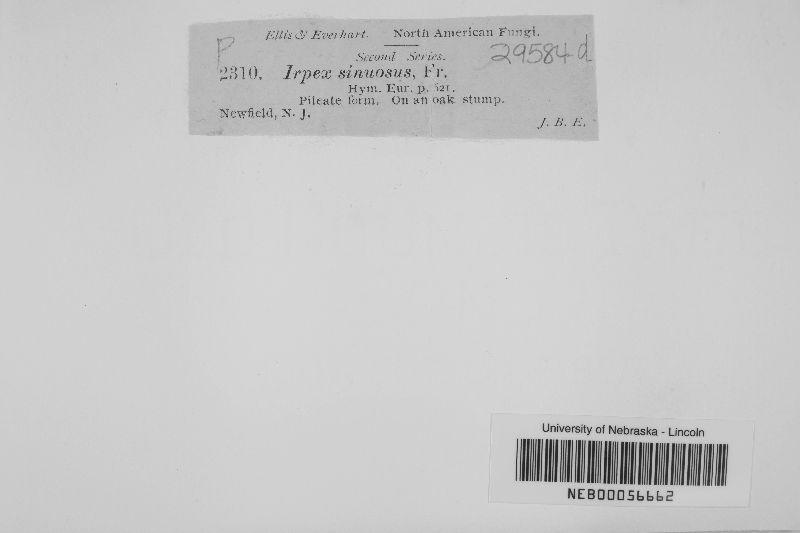 Ellis & Everhart. North American Fungi.
Second Series.
P 29584 d
2310. Irpex sinuosus, Fr.
Hym. Eur. p. 521.
Pileate form. On an oak stump.
Newfield, N. J.
J. B. E.
University of Nebraska - Lincoln
NEB00056662